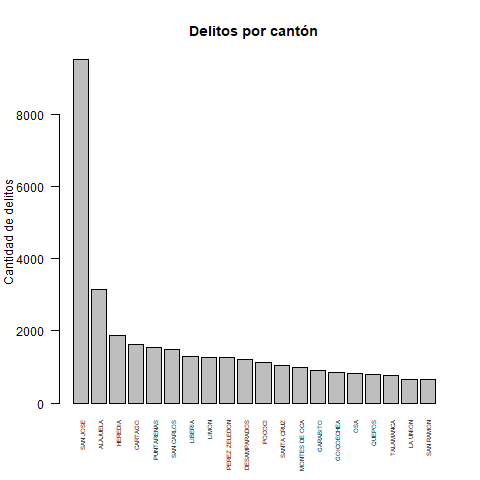 Delitos por cantón
Cantidad de delitos
8000
6000
4000
2000
0
SAN JOSE
ALAJUELA
HEREDIA
CARTAGO
PUNTARENAS
SAN CARLOS
LIBERIA
LIMON
PEREZ ZELEDON
DESAMPARADOS
POCOCI
SANTA CRUZ
MONTES DE OCA
GARABITO
GOICOECHEA
OSA
QUEPOS
TALAMANCA
LA UNION
SAN RAMON